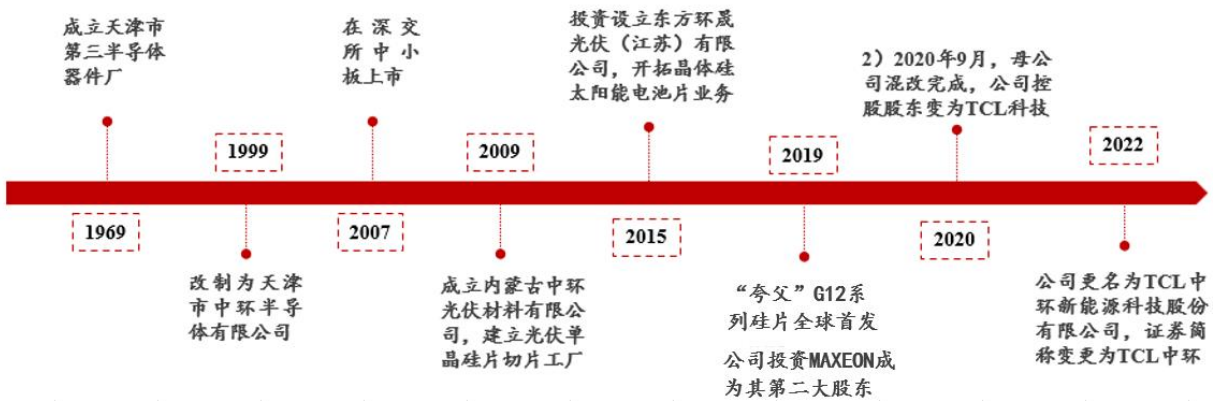 成立天津市
第三半导体
器件厂
1969
1999
改制为天津
市中环半导
体有限公司
在深交
所中小
板上市
2007
2009
成立内蒙古中环
光伏材料有限公
司，建立光伏单
晶硅片切片工厂
投资设立东方环晟
光伏（江苏）有限
公司，开拓晶体硅
太阳能电池片业务
2015
2019
“夸父”G12系
列硅片全球首发
公司投资MAXEON成
为其第二大股东
2）2020年9月，母公
司混改完成，公司控
股股东变为TCL科技
2020
2022
公司更名为TCL中
环新能源科技股份
有限公司，证券简
称变更为TCL中环